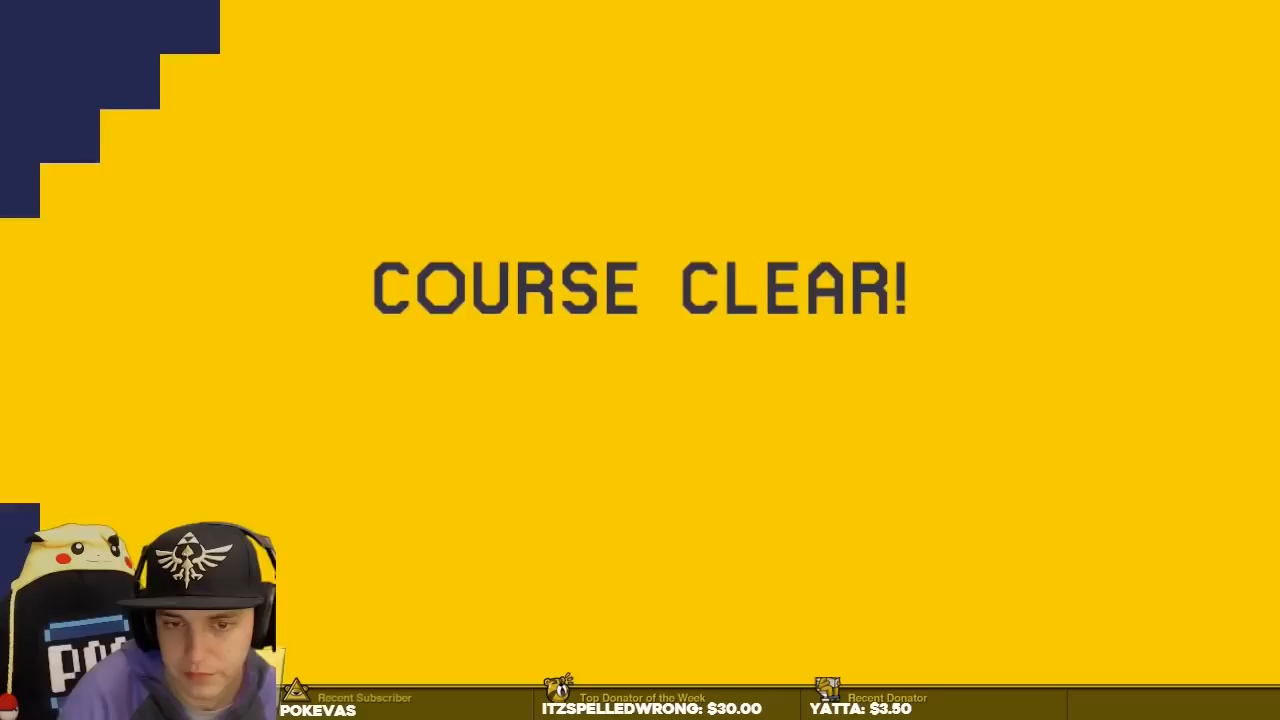 COURSE CLEAR!
Recent Subscriber
POKEVAS
Top Donator of the Week
ITZSPELLEDWRONG: $30.00
Recent Donator
YATTA: $3.50